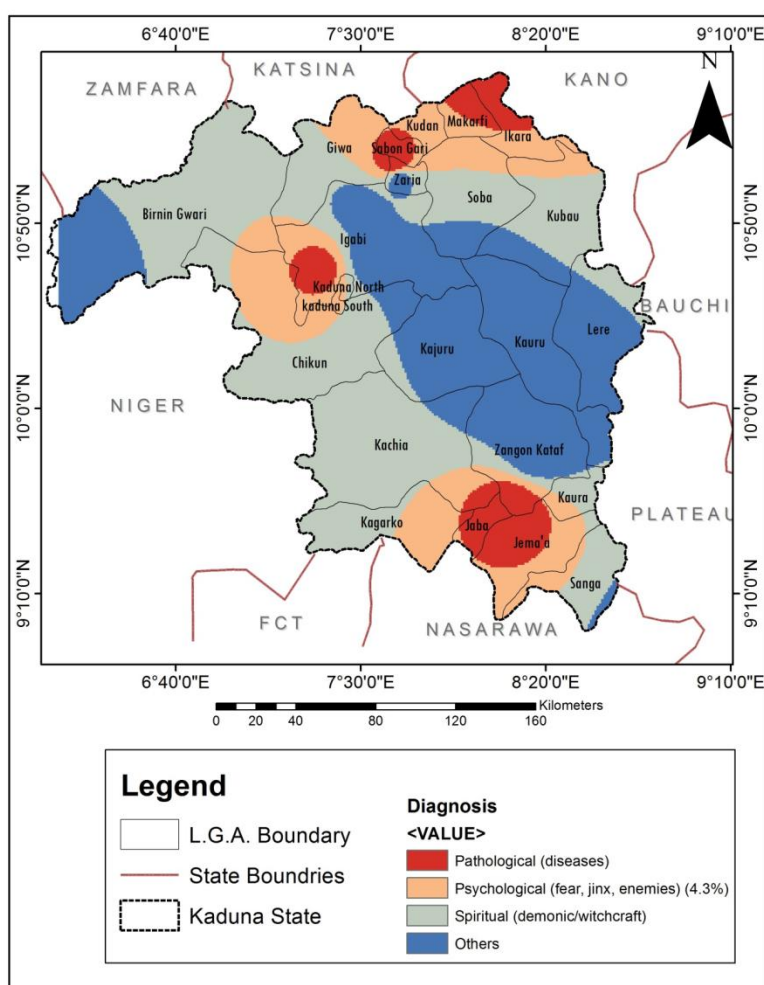 6°40'0"E 7°30'0"E 8°20'0"E 9°10'0"E
N
KATSINA
ZAMFARA
KANO
Kudan
Makarfi
Ikara
Giwa
Sabon Gari
Zaria
Soba
Birnin Gwari
Kubau
10°50'0"N
10°50'0"N
Igabi
Kaduna North
kaduna South
BAUCHI
Lere
Kauru
Kajuru
Chikun
NIGER
10°0'0"N
10°0'0"N
Kachia
Zangon Kataf
Kaura
PLATEAU
Kagarko
Jaba
Jema'a
Sanga
9°10'0"N
9°10'0"N
FCT
NASARAWA
6°40'0"E 7°30'0"E 8°20'0"E 9°10'0"E
Kilometers
0 20 40 80 120 160
Legend
L.G.A. Boundary
State Boundries
Kaduna State
Diagnosis
<VALUE>
Pathological (diseases)
Psychological (fear, jinx, enemies) (4.3%)
Spiritual (demonic/witchcraft)
Others